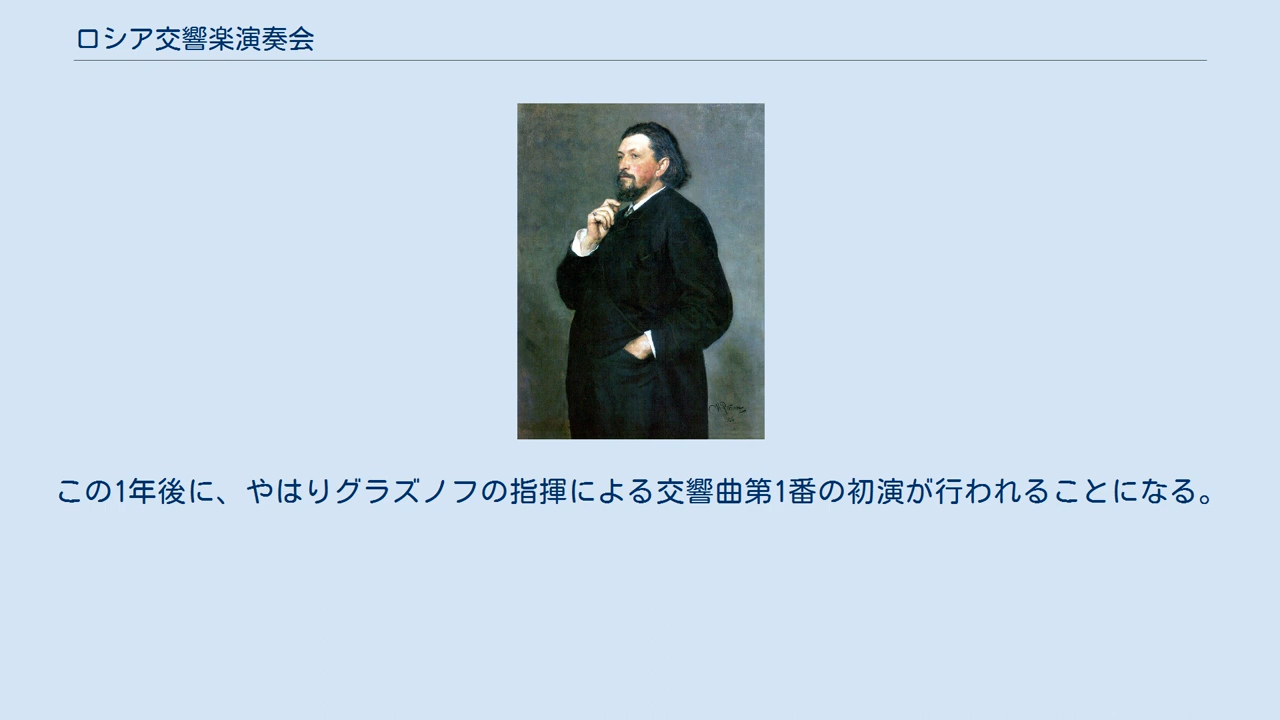 ロシア交響楽演奏会
この1年後に、やはりグラズノフの指揮による交響曲第1番の初演が行われることになる。